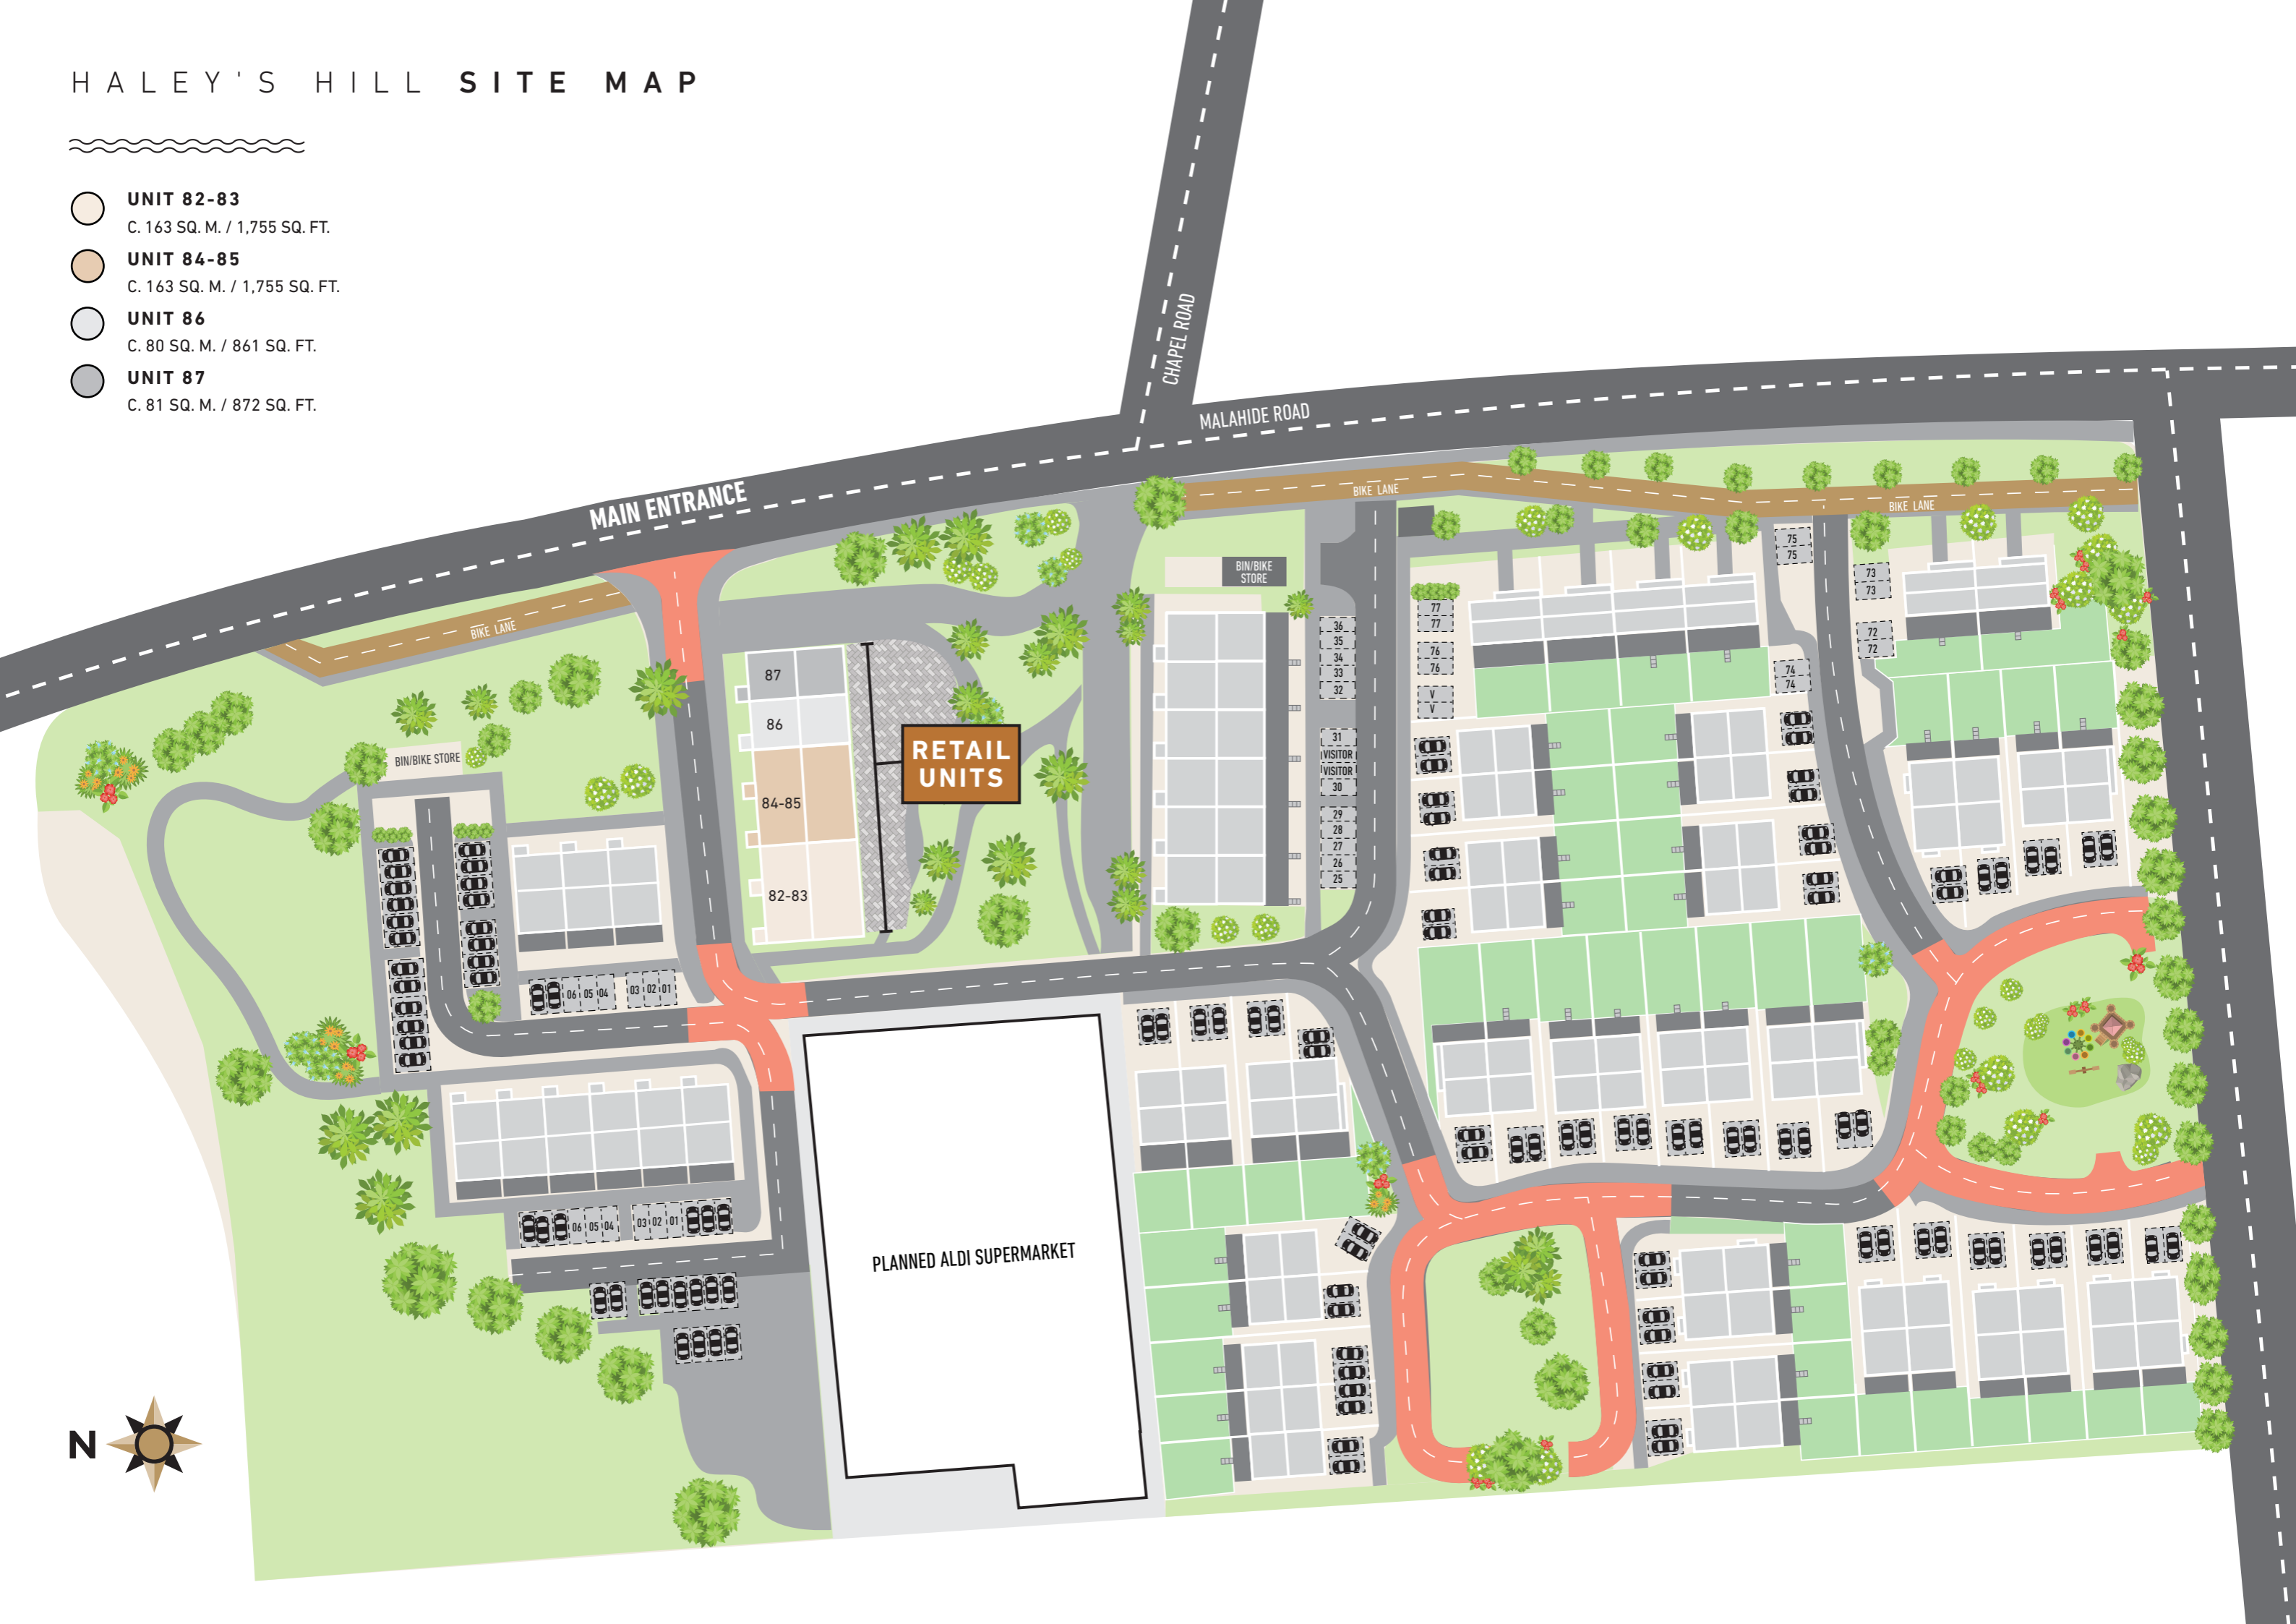 HALEY'S HILL SITE MAP
UNIT 82-83
C. 163 SQ. M. / 1,755 SQ. FT.
UNIT 84-85
C. 163 SQ. M. / 1,755 SQ. FT.
UNIT 86
C. 80 SQ. M. / 861 SQ. FT.
UNIT 87
C. 81 SQ. M. / 872 SQ. FT.
CHAPEL ROAD
MALAHIDE ROAD
MAIN ENTRANCE
BIKE LANE
BIKE LANE
BIKE LANE
BIN/BIKE
STORE
BIN/BIKE STORE
87
86
84-85
82-83
RETAIL
UNITS
36
35
34
33
32
31
VISITOR
VISITOR
30
29
28
27
26
25
77
77
76
76
V
V
75
75
74
74
73
73
72
72
06 05 04
03 02 01
06 05 04
03 02 01
PLANNED ALDI SUPERMARKET
N